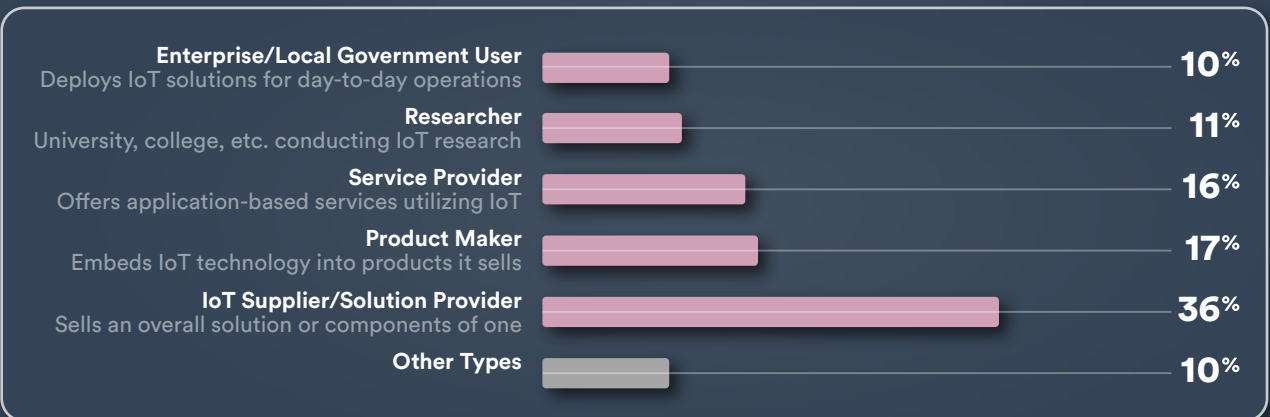 Enterprise/Local Government User
Deploys IoT solutions for day-to-day operations
10%
Researcher
University, college, etc. conducting IoT research
11%
Service Provider
Offers application-based services utilizing IoT
16%
Product Maker
Embeds IoT technology into products it sells
17%
IoT Supplier/Solution Provider
Sells an overall solution or components of one
36%
Other Types
10%